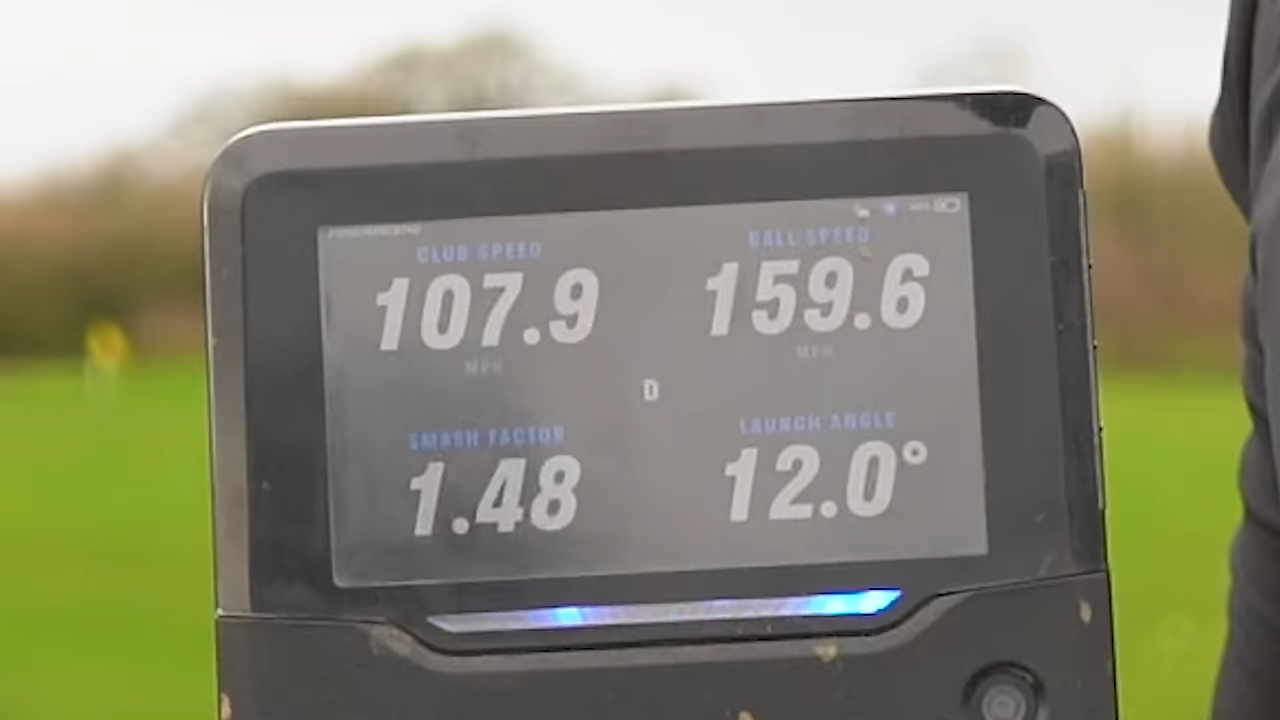 CLUB SPEED
107.9
MPH
BALL SPEED
159.6
MPH
D
SMASH FACTOR
1.48
LAUNCH ANGLE
12.0°